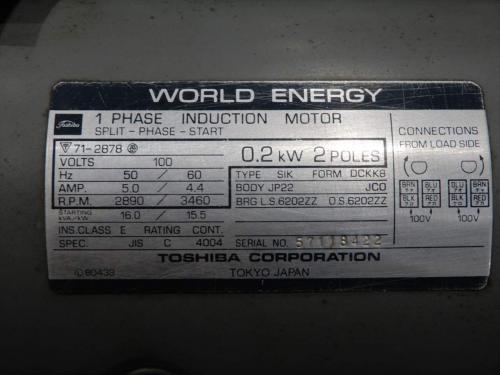 WORLD ENERGY
Toshiba
1 PHASE INDUCTION MOTOR
SPLIT-PHASE-START
71-2878
VOLTS 100
Hz 50 / 60
AMP. 5.0 / 4.4
R.P.M. 2890 / 3460
STARTING kVA/kW 16.0 / 15.5
INS.CLASS E RATING CONT.
SPEC. JIS C 4004
0.2 kW 2 POLES
TYPE SIK FORM DCKK8
BODY JP22 JC0
BRG L.S.6202ZZ O.S.6202ZZ
SERIAL NO. 57118422
CONNECTIONS
FROM LOAD SIDE
BRN BLU BLU BRN
BLK RED BLK RED
100V 100V
TOSHIBA CORPORATION
TOKYO JAPAN
80439